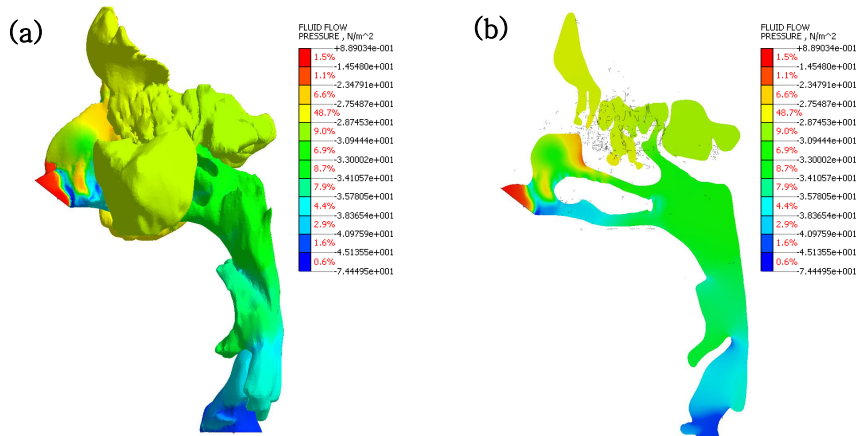 (a)
FLUID FLOW
PRESSURE , N/m^2
+8.89034e-001
1.5%
-1.45480e+001
1.1%
-2.34791e+001
6.6%
-2.75487e+001
48.7%
-2.87453e+001
9.0%
-3.09444e+001
6.9%
-3.30002e+001
8.7%
-3.41057e+001
7.9%
-3.57805e+001
4.4%
-3.83654e+001
2.9%
-4.09759e+001
1.6%
-4.51355e+001
0.6%
-7.44495e+001
(b)
FLUID FLOW
PRESSURE , N/m^2
+8.89034e-001
1.5%
-1.45480e+001
1.1%
-2.34791e+001
6.6%
-2.75487e+001
48.7%
-2.87453e+001
9.0%
-3.09444e+001
6.9%
-3.30002e+001
8.7%
-3.41057e+001
7.9%
-3.57805e+001
4.4%
-3.83654e+001
2.9%
-4.09759e+001
1.6%
-4.51355e+001
0.6%
-7.44495e+001